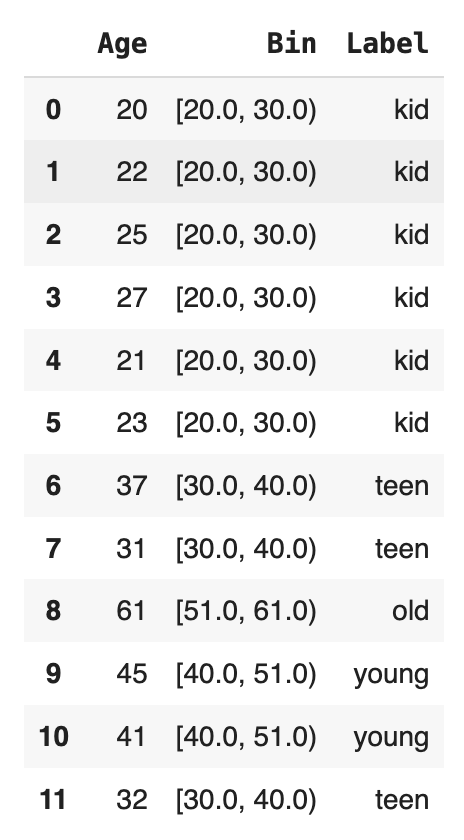 Age Bin Label
0 20 [20.0, 30.0) kid
1 22 [20.0, 30.0) kid
2 25 [20.0, 30.0) kid
3 27 [20.0, 30.0) kid
4 21 [20.0, 30.0) kid
5 23 [20.0, 30.0) kid
6 37 [30.0, 40.0) teen
7 31 [30.0, 40.0) teen
8 61 [51.0, 61.0) old
9 45 [40.0, 51.0) young
10 41 [40.0, 51.0) young
11 32 [30.0, 40.0) teen